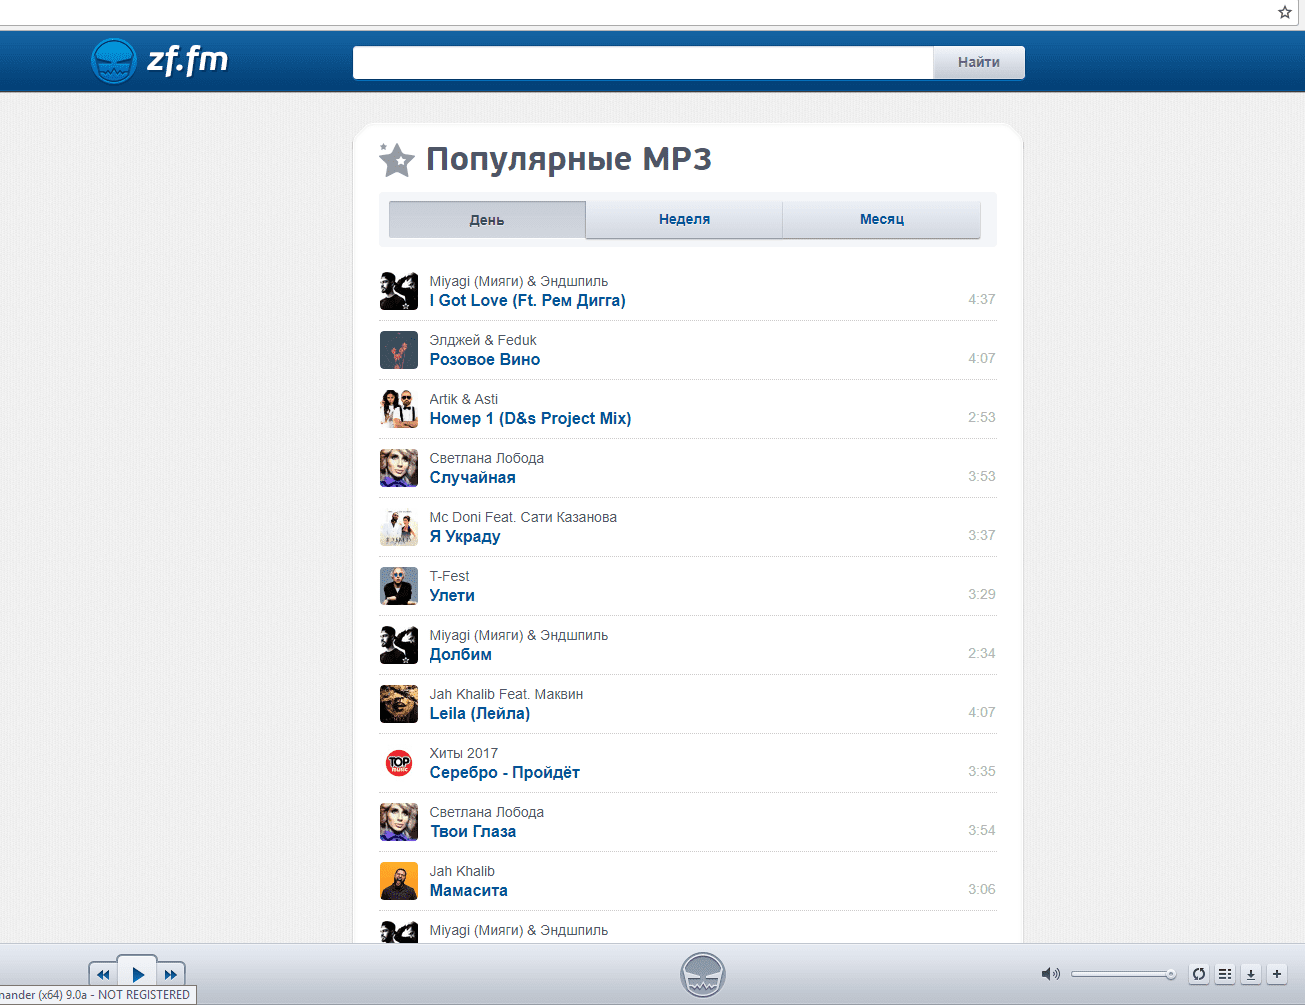 zf.fm
Найти
Популярные MP3
День
Неделя
Месяц
Miyagi (Мияги) & Эндшпиль
I Got Love (Ft. Рем Дигга)
4:37
Элджей & Feduk
Розовое Вино
4:07
Artik & Asti
Номер 1 (D&s Project Mix)
2:53
Светлана Лобода
Случайная
3:53
Mc Doni Feat. Сати Казанова
Я Украду
3:37
T-Fest
Улети
3:29
Miyagi (Мияги) & Эндшпиль
Долбим
2:34
Jah Khalib Feat. Маквин
Leila (Лейла)
4:07
TOP
Хиты 2017
Серебро - Пройдёт
3:35
Светлана Лобода
Твои Глаза
3:54
Jah Khalib
Мамасита
3:06
Miyagi (Мияги) & Эндшпиль
nander (x64) 9.0a - NOT REGISTERED